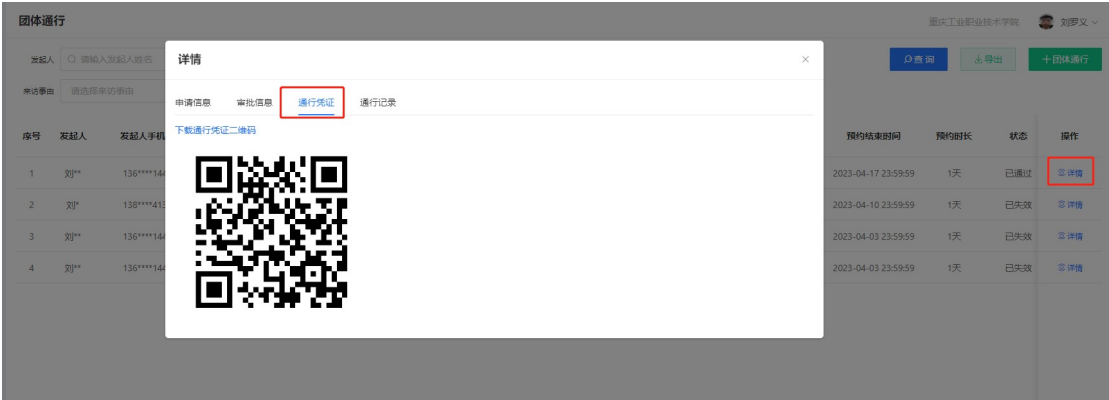 团体通行
重庆工业职业技术学院
刘罗义
发起人
请输入发起人姓名
查询
导出
+团体通行
来访事由
请选择来访事由
详情
×
申请信息 审批信息 通行凭证 通行记录
下载通行凭证二维码
序号 发起人 发起人手机 预约结束时间 预约时长 状态 操作
1 刘** 136****144 2023-04-17 23:59:59 1天 已通过 详情
2 刘* 138****413 2023-04-10 23:59:59 1天 已失效 详情
3 刘** 136****144 2023-04-03 23:59:59 1天 已失效 详情
4 刘** 136****144 2023-04-03 23:59:59 1天 已失效 详情